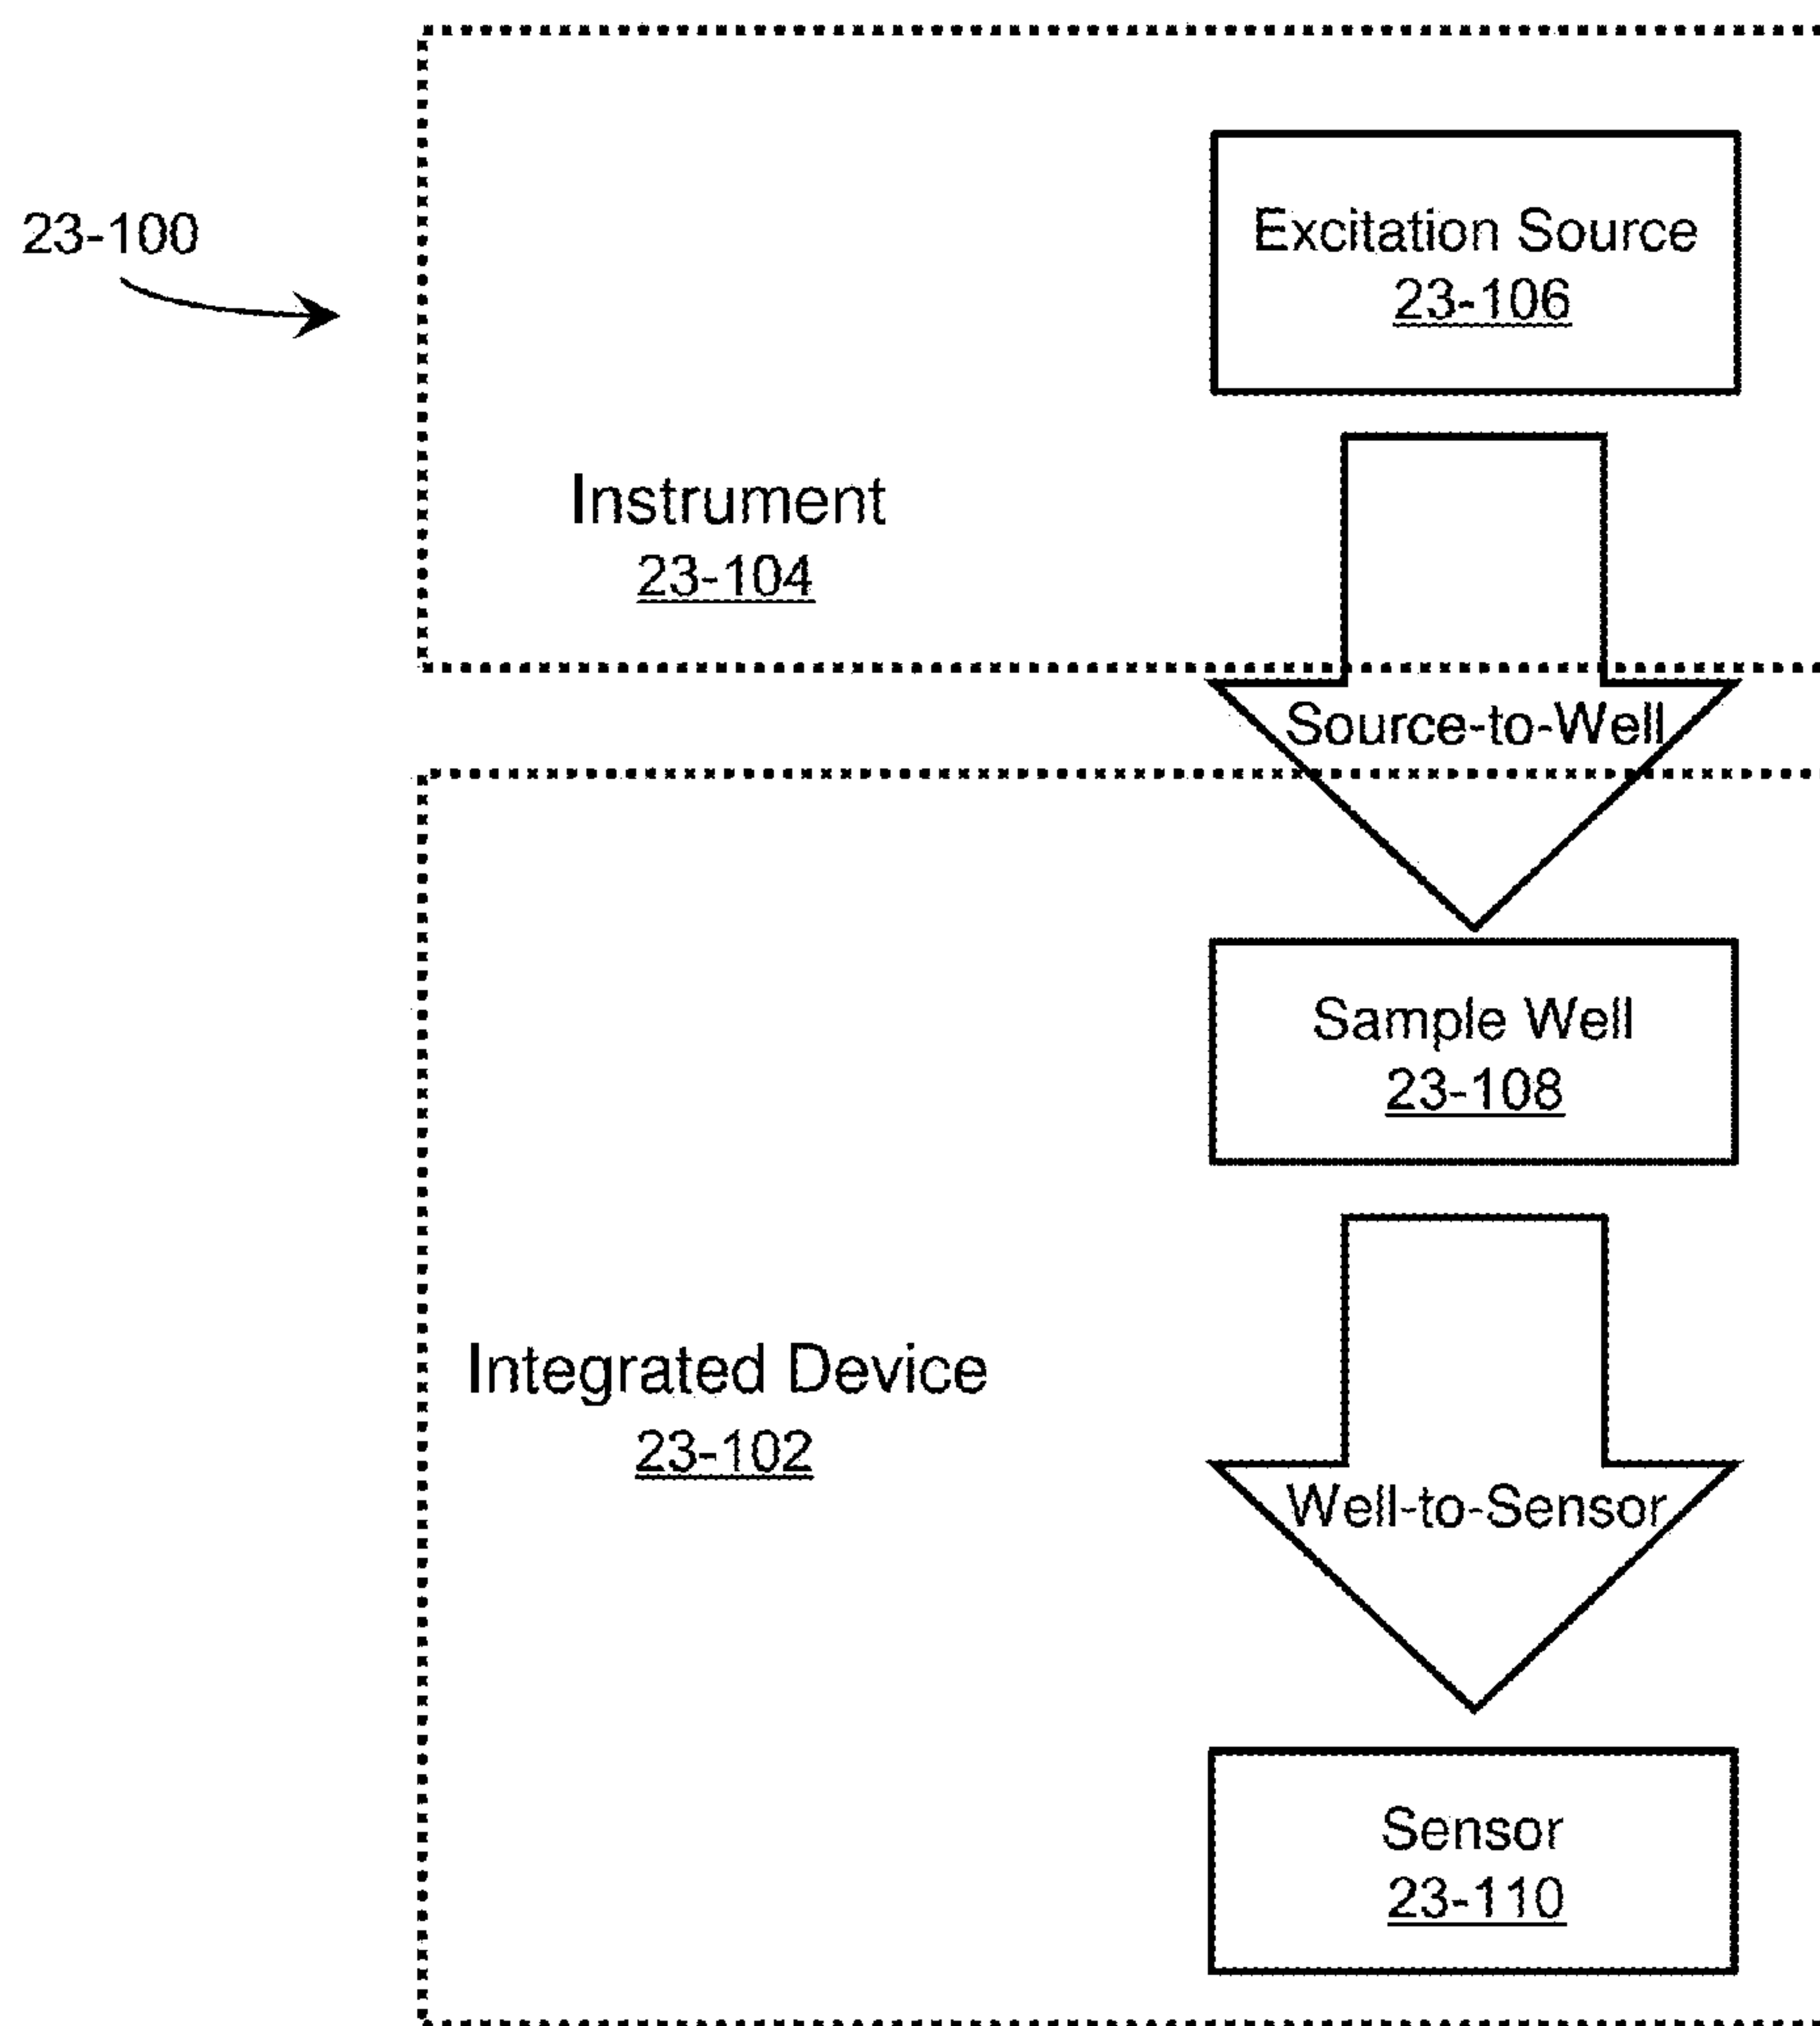 23-100
Excitation Source
23-106
Instrument
23-104
Source-to-Well
Sample Well
23-108
Integrated Device
23-102
Well-to-Sensor
Sensor
23-110